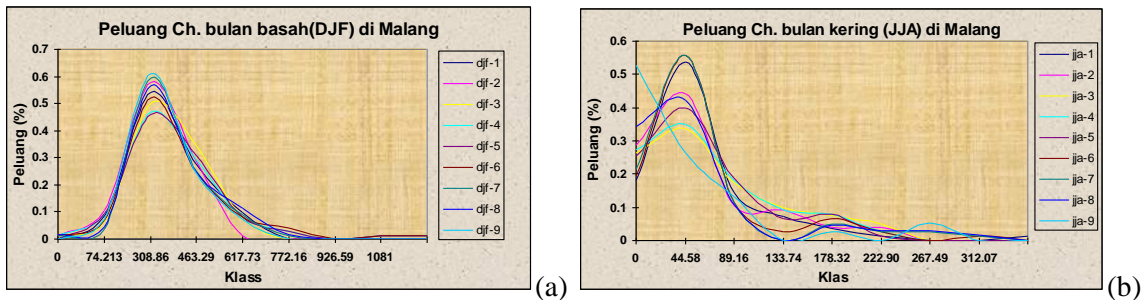 Peluang Ch. bulan basah(DJF) di Malang
Peluang (%)
0.7
0.6
0.5
0.4
0.3
0.2
0.1
0
0 74.213 308.86 463.29 617.73 772.16 926.59 1081
Klass
djf-1
djf-2
djf-3
djf-4
djf-5
djf-6
djf-7
djf-8
djf-9
(a)
Peluang Ch. bulan kering (JJA) di Malang
Peluang (%)
0.6
0.5
0.4
0.3
0.2
0.1
0
0 44.58 89.16 133.74 178.32 222.90 267.49 312.07
Klas
jja-1
jja-2
jja-3
jja-4
jja-5
jja-6
jja-7
jja-8
jja-9
(b)